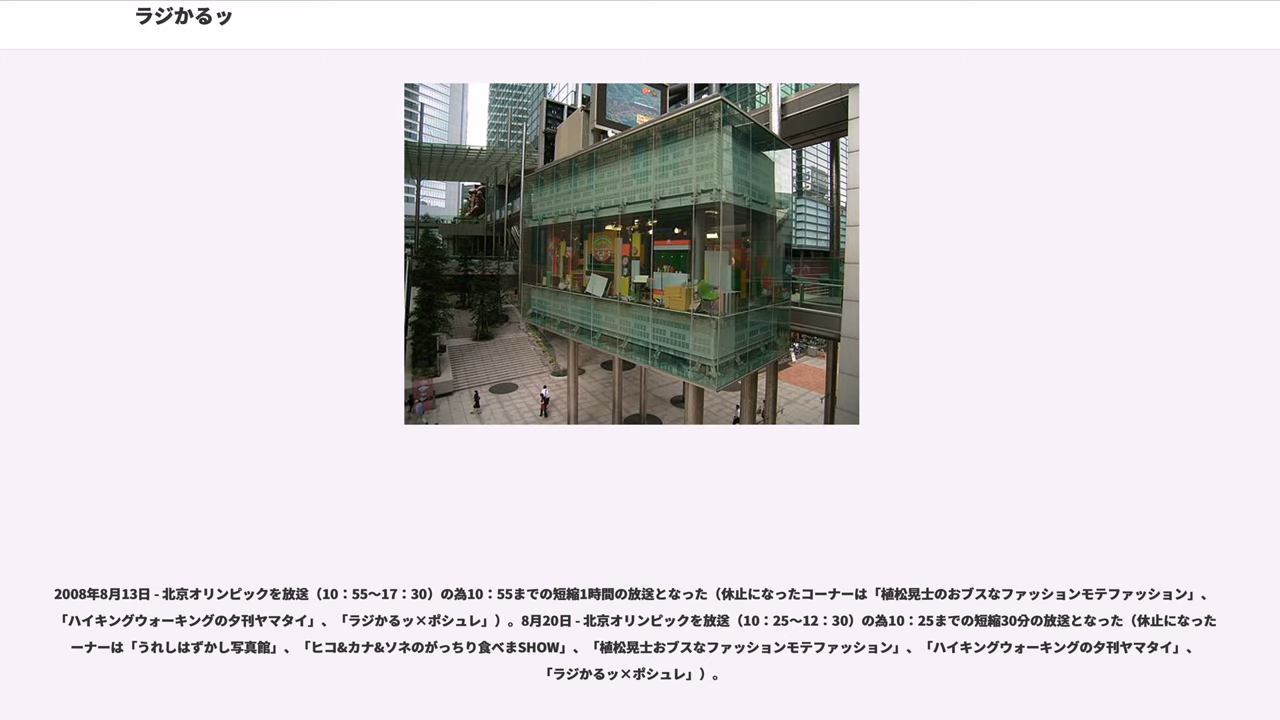 ラジかるッ
2008年8月13日 - 北京オリンピックを放送（10：55〜17：30）の為10：55までの短縮1時間の放送となった（休止になったコーナーは「植松晃士のおブスなファッションモテファッション」、
「ハイキングウォーキングの夕刊ヤマタイ」、「ラジかるッ×ポシュレ」）。8月20日 - 北京オリンピックを放送（10：25〜12：30）の為10：25までの短縮30分の放送となった（休止になった
ーナーは「うれしはずかし写真館」、「ヒコ&カナ&ソネのがっちり食べまSHOW」、「植松晃士おブスなファッションモテファッション」、「ハイキングウォーキングの夕刊ヤマタイ」、
「ラジかるッ×ポシュレ」）。